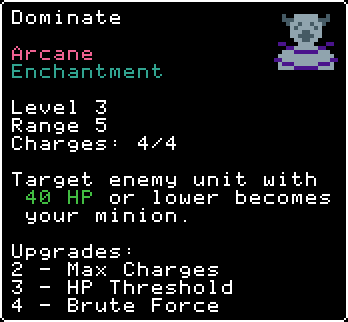 Dominate
Arcane
Enchantment
Level 3
Range 5
Charges: 4/4
Target enemy unit with
40 HP or lower becomes
your minion.
Upgrades:
2 - Max Charges
3 - HP Threshold
4 - Brute Force